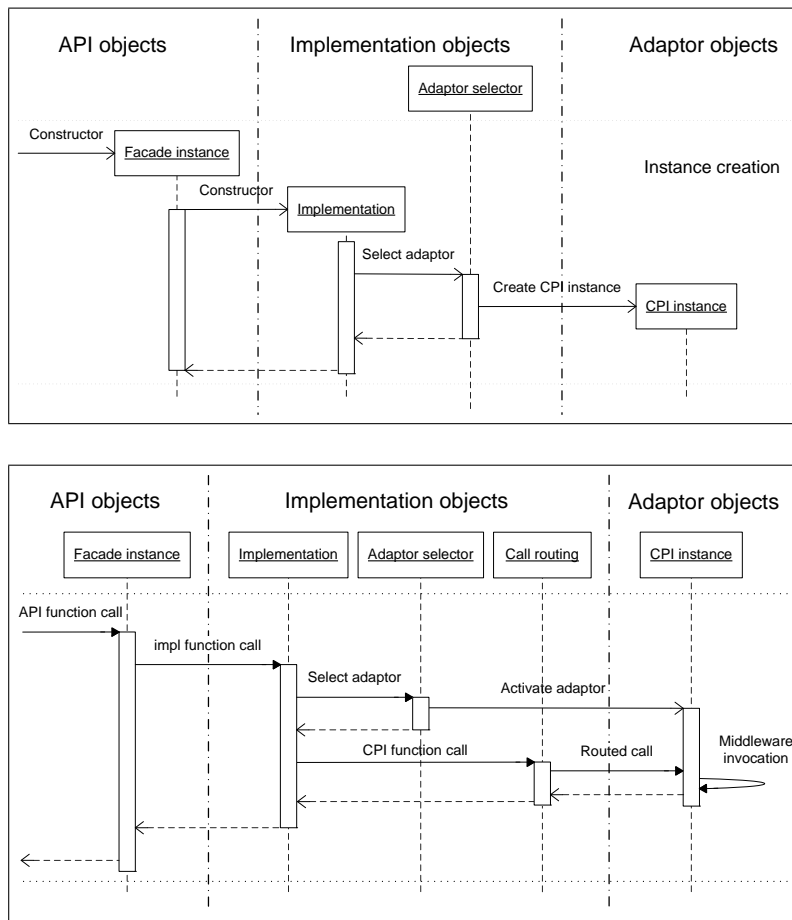 API objects
Implementation objects
Adaptor objects
Adaptor selector
Constructor
Facade instance
Instance creation
Constructor
Implementation
Select adaptor
Create CPI instance
CPI instance
API objects
Implementation objects
Adaptor objects
Facade instance
Implementation
Adaptor selector
Call routing
CPI instance
API function call
impl function call
Select adaptor
Activate adaptor
CPI function call
Routed call
Middleware
invocation